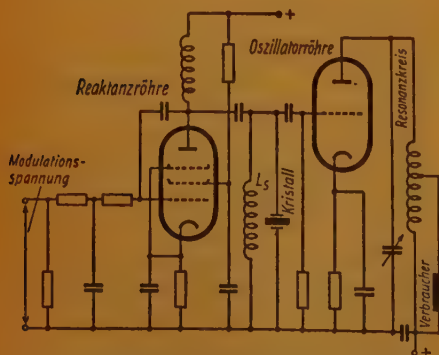 +
Oszillatorröhre
Reaktanzröhre
Resonanzkreis
Modulations-
spannung
Ls
Kristall
Verbraucher
+